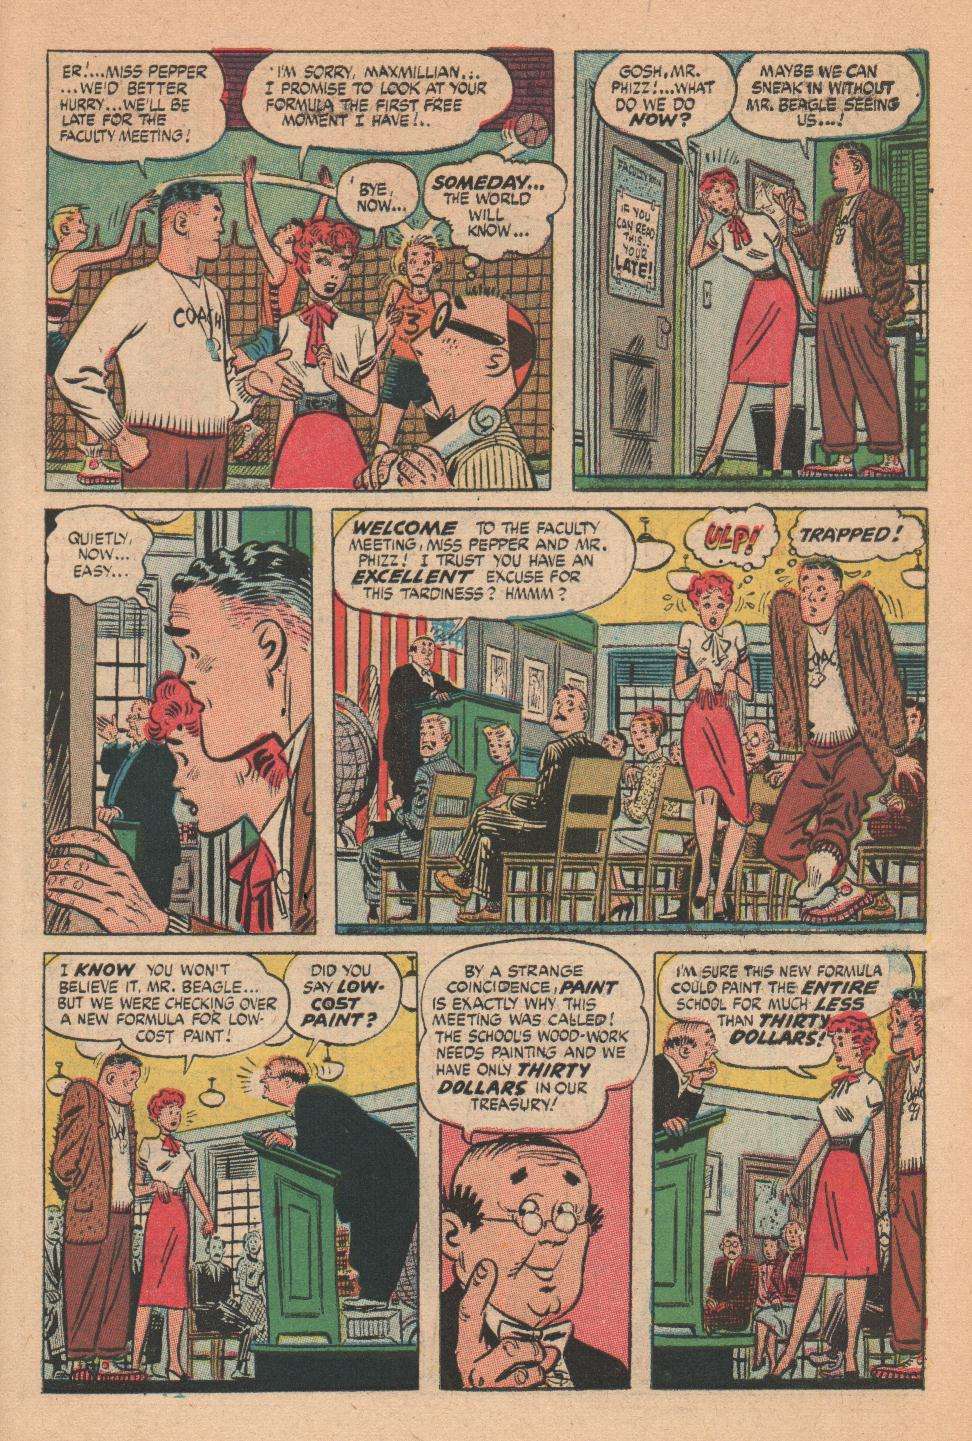 ER!...MISS PEPPER
...WE'D BETTER
HURRY...WE'LL BE
LATE FOR THE
FACULTY MEETING!
I'M SORRY, MAXMILLIAN...
I PROMISE TO LOOK AT YOUR
FORMULA THE FIRST FREE
MOMENT I HAVE!..
'BYE,
NOW...
SOMEDAY...
THE WORLD
WILL
KNOW...
COACH
3
GOSH, MR.
PHIZZ!...WHAT
DO WE DO
NOW?
MAYBE WE CAN
SNEAK IN WITHOUT
MR. BEAGLE SEEING
US...!
IF YOU
CAN READ
THIS...
YOUR
LATE!
COACH
QUIETLY,
NOW...
EASY...
WELCOME TO THE FACULTY
MEETING, MISS PEPPER AND MR.
PHIZZ! I TRUST YOU HAVE AN
EXCELLENT EXCUSE FOR
THIS TARDINESS? HMMM?
ULP!
TRAPPED!
COACH
I KNOW YOU WON'T
BELIEVE IT, MR. BEAGLE...
BUT WE WERE CHECKING OVER
A NEW FORMULA FOR LOW-
COST PAINT!
DID YOU
SAY LOW-
COST
PAINT?
BY A STRANGE
COINCIDENCE, PAINT
IS EXACTLY WHY THIS
MEETING WAS CALLED!
THE SCHOOL'S WOOD-WORK
NEEDS PAINTING AND WE
HAVE ONLY THIRTY
DOLLARS IN OUR
TREASURY!
I'M SURE THIS NEW FORMULA
COULD PAINT THE ENTIRE
SCHOOL FOR MUCH LESS
THAN THIRTY
DOLLARS!